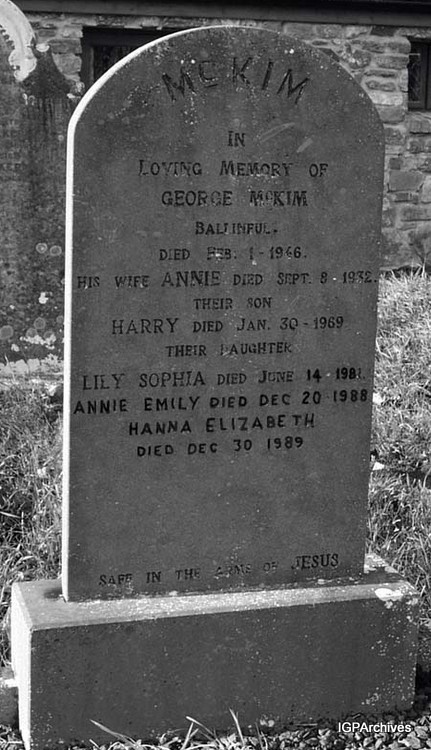 McKIM
IN
LOVING MEMORY OF
GEORGE McKIM
BALLINFUL.
DIED FEB. 1 - 1946.
HIS WIFE ANNIE DIED SEPT. 8 - 1932.
THEIR SON
HARRY DIED JAN. 30 - 1969
THEIR DAUGHTER
LILY SOPHIA DIED JUNE 14 - 1981.
ANNIE EMILY DIED DEC 20 1988
HANNA ELIZABETH
DIED DEC 30 1989
SAFE IN THE ARMS OF JESUS
IGPArchives